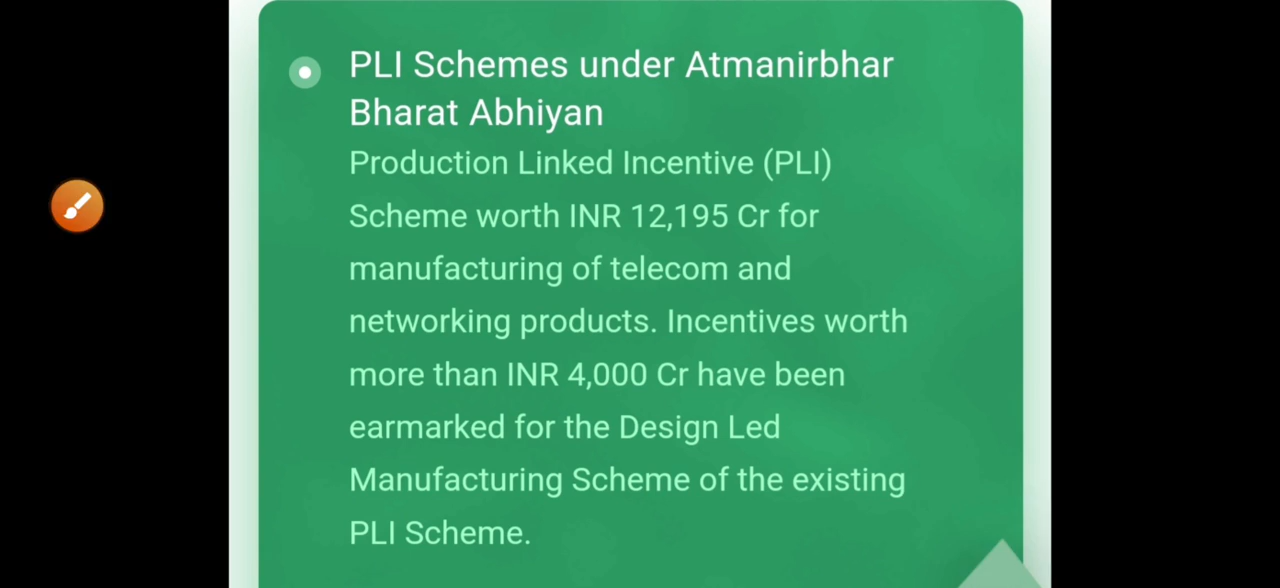 PLI Schemes under Atmanirbhar
Bharat Abhiyan
Production Linked Incentive (PLI)
Scheme worth INR 12,195 Cr for
manufacturing of telecom and
networking products. Incentives worth
more than INR 4,000 Cr have been
earmarked for the Design Led
Manufacturing Scheme of the existing
PLI Scheme.